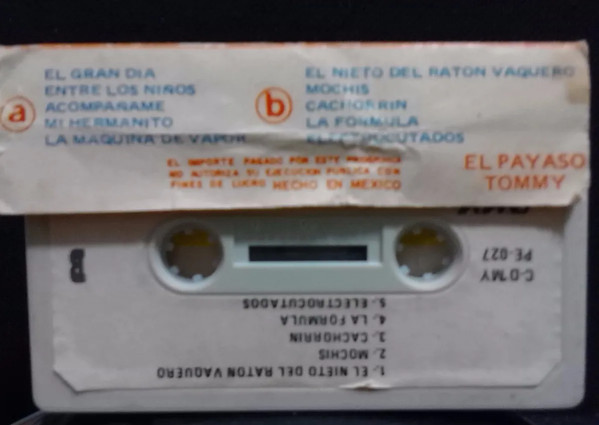 a
EL GRAN DIA
ENTRE LOS NIÑOS
ACOMPAÑAME
MI HERMANITO
LA MAQUINA DE VAPOR
b
EL NIETO DEL RATON VAQUERO
MOCHIS
CACHORRIN
LA FORMULA
ELECTROCUTADOS
EL IMPORTE PAGADO POR ESTE PROGRAMA
NO AUTORIZA SU EJECUCION PUBLICA CON
FINES DE LUCRO HECHO EN MEXICO
EL PAYASO
TOMMY
1.- EL NIETO DEL RATON VAQUERO
2.- MOCHIS
3.- CACHORRIN
4.- LA FORMULA
5.- ELECTROCUTADOS
PE-027